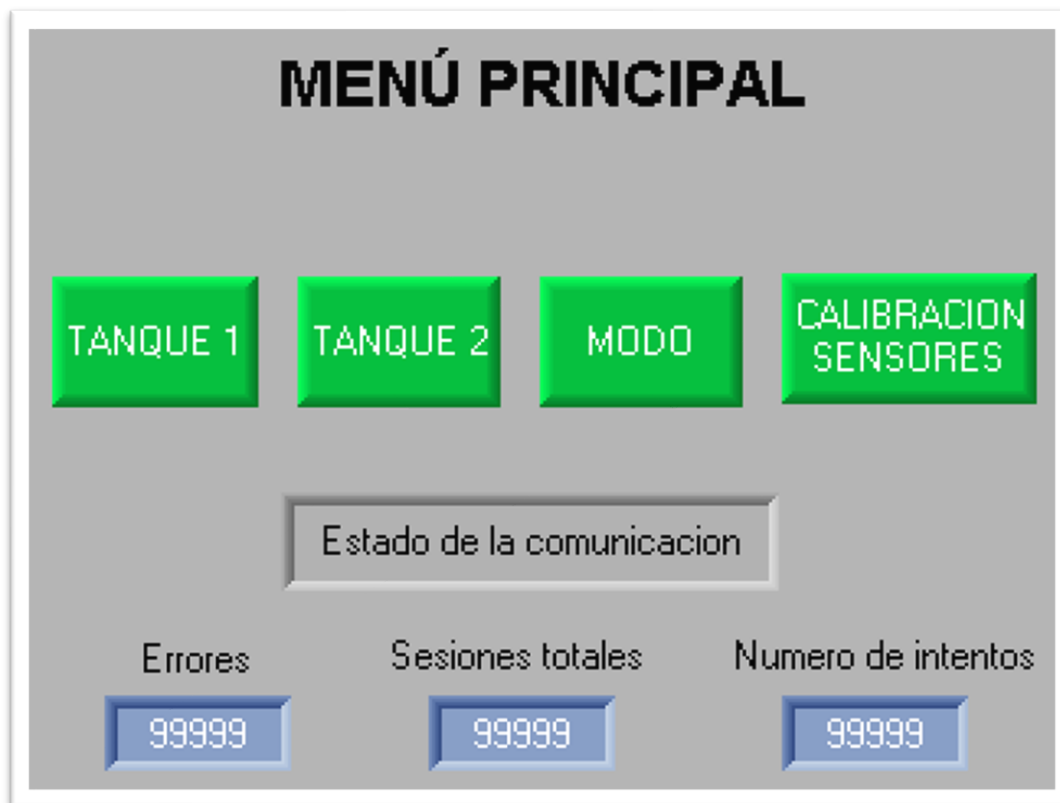 MENÚ PRINCIPAL
TANQUE 1
TANQUE 2
MODO
CALIBRACION
SENSORES
Estado de la comunicacion
Errores
Sesiones totales
Numero de intentos
99999
99999
99999